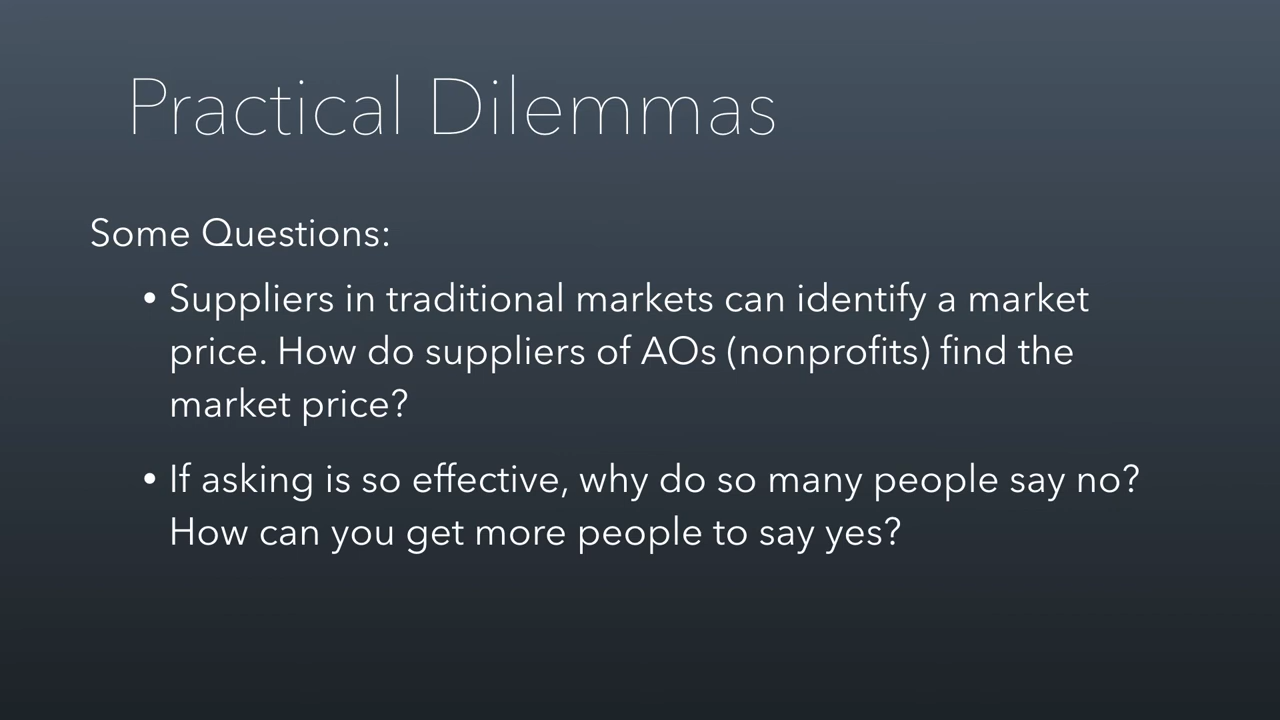 Practical Dilemmas
Some Questions:
• Suppliers in traditional markets can identify a market
price. How do suppliers of AOs (nonprofits) find the
market price?
• If asking is so effective, why do so many people say no?
How can you get more people to say yes?